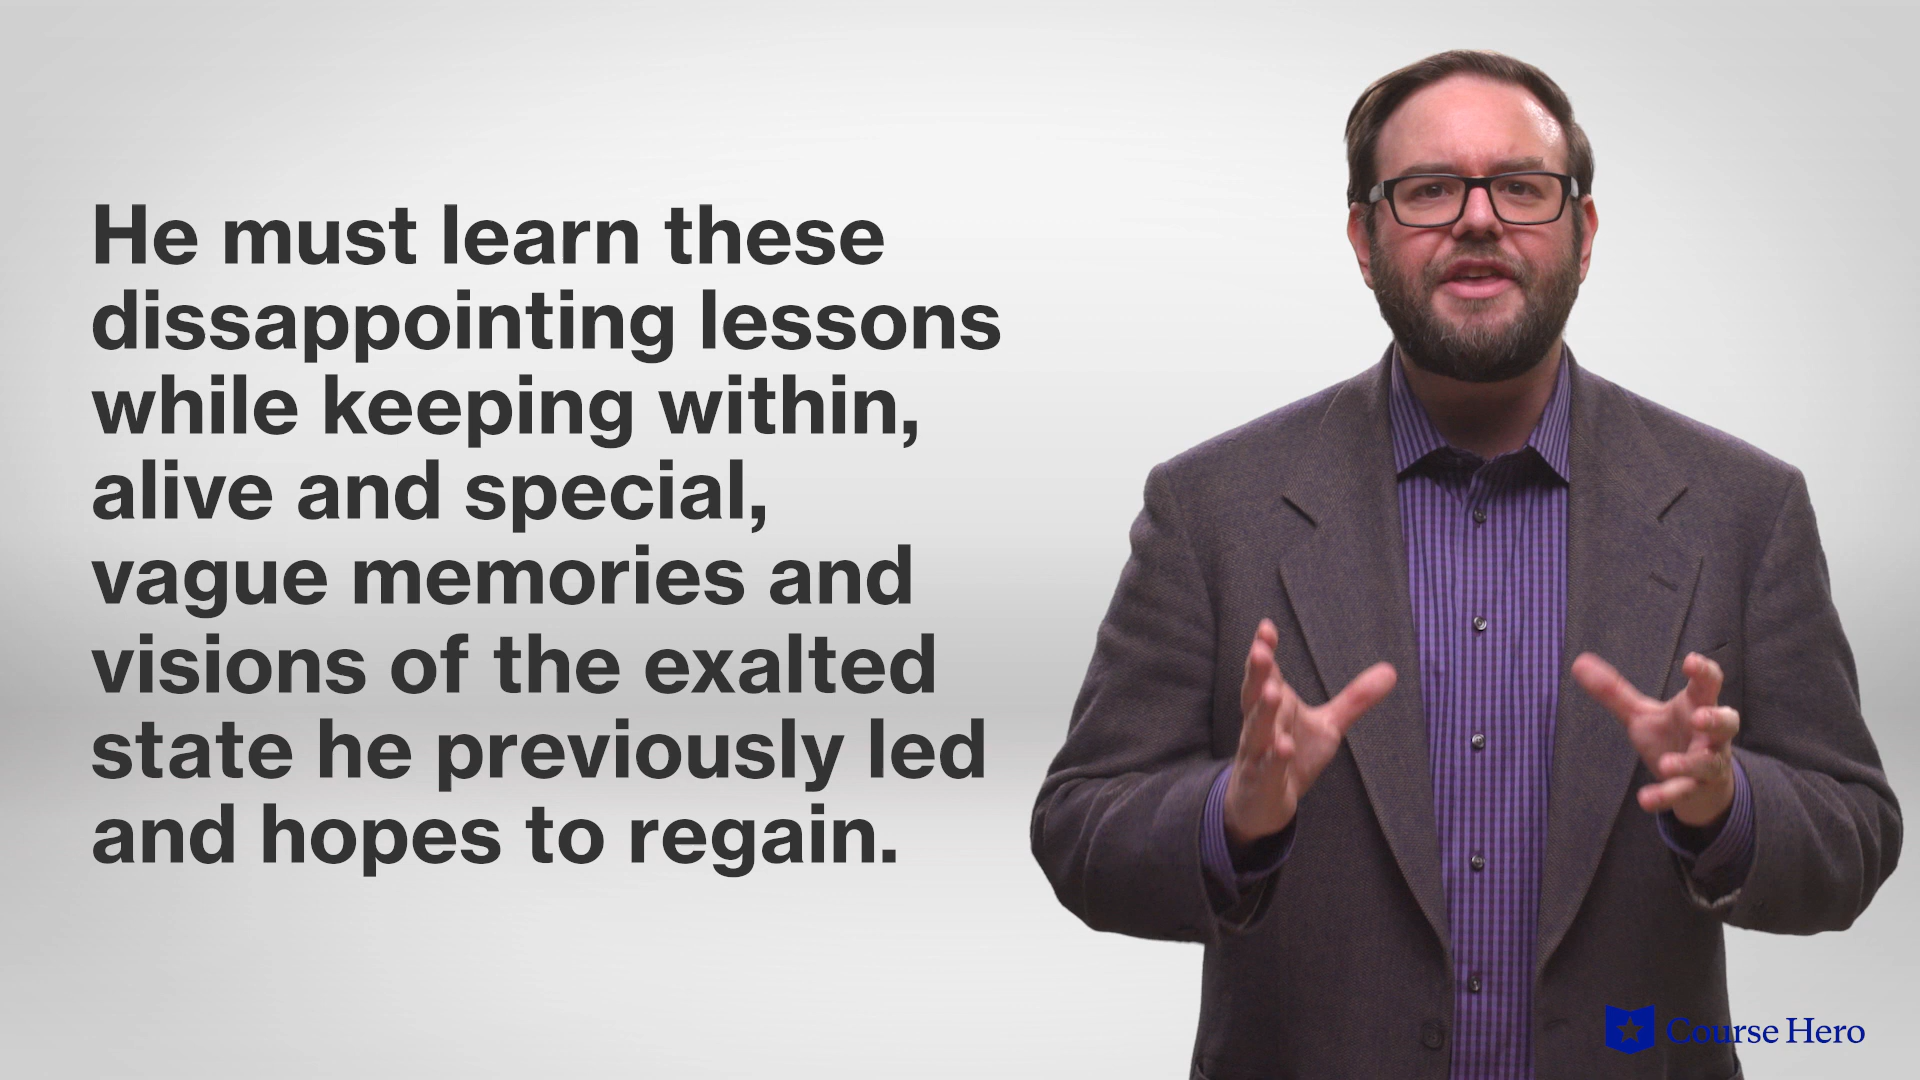 He must learn these
dissappointing lessons
while keeping within,
alive and special,
vague memories and
visions of the exalted
state he previously led
and hopes to regain.
Course Hero